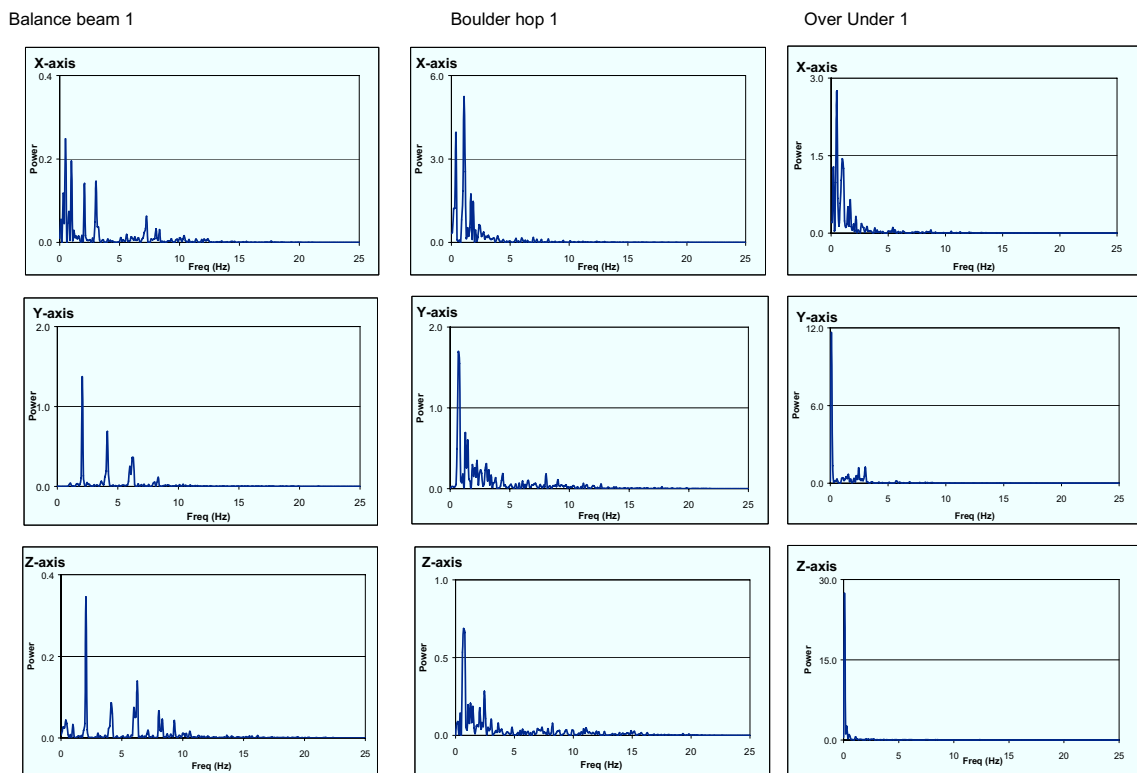 Balance beam 1
Boulder hop 1
Over Under 1
X-axis
0.4
0.2
0.0
Power
0 5 10 15 20 25
Freq (Hz)
X-axis
6.0
3.0
0.0
Power
0 5 10 15 20 25
Freq (Hz)
X-axis
3.0
1.5
0.0
Power
0 5 10 15 20 25
Freq (Hz)
Y-axis
2.0
1.0
0.0
Power
0 5 10 15 20 25
Freq (Hz)
Y-axis
2.0
1.0
0.0
Power
0 5 10 15 20 25
Freq (Hz)
Y-axis
12.0
6.0
0.0
Power
0 5 10 15 20 25
Freq (Hz)
Z-axis
0.4
0.2
0.0
Power
0 5 10 15 20 25
Freq (Hz)
Z-axis
1.0
0.5
0.0
Power
0 5 10 15 20 25
Freq (Hz)
Z-axis
30.0
15.0
0.0
Power
0 5 10 15 20 25
Freq (Hz)